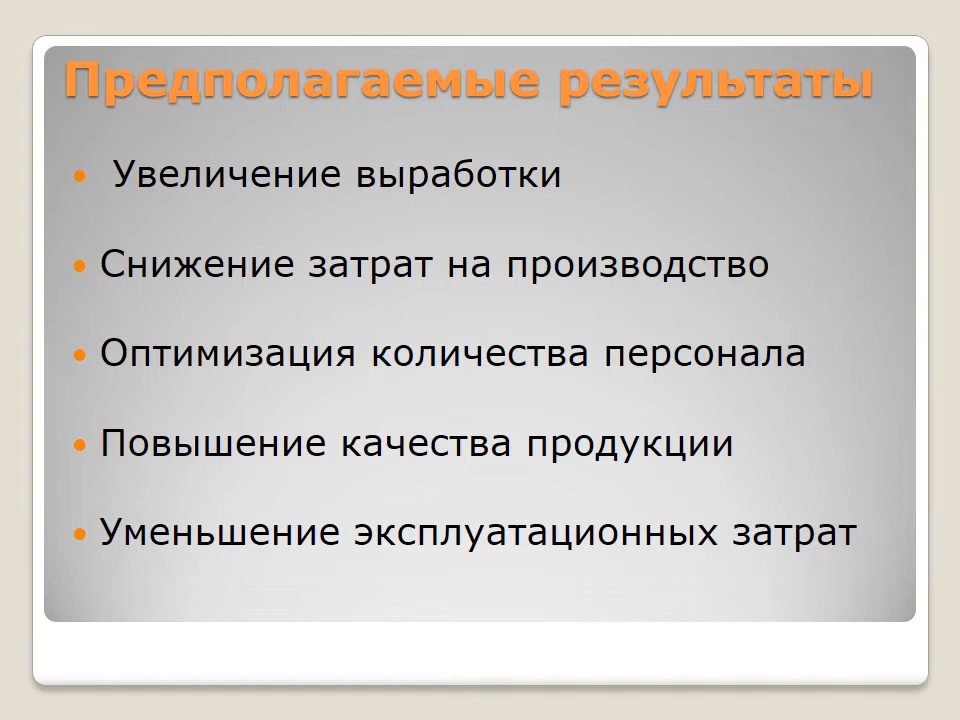 Предполагаемые результаты
• Увеличение выработки
• Снижение затрат на производство
• Оптимизация количества персонала
• Повышение качества продукции
• Уменьшение эксплуатационных затрат